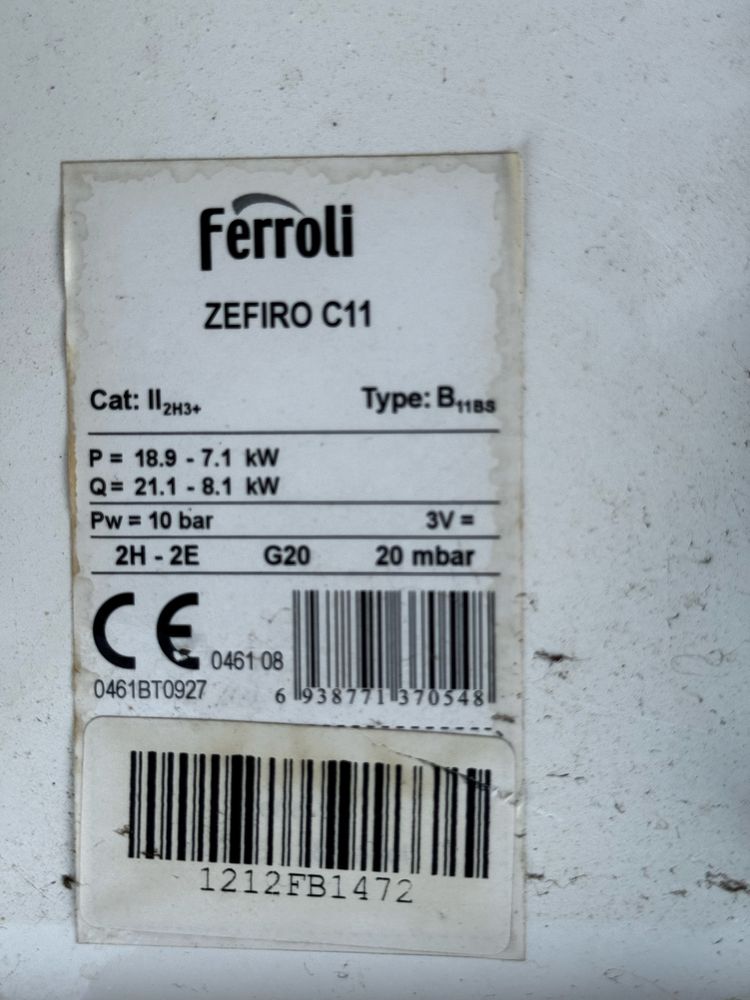 Ferroli
ZEFIRO C11
Cat: II2H3+ Type: B11BS
P = 18.9 - 7.1 kW
Q = 21.1 - 8.1 kW
Pw = 10 bar 3V =
2H - 2E G20 20 mbar
CE 0461 08
0461BT0927 6 938771 370548
1212FB1472